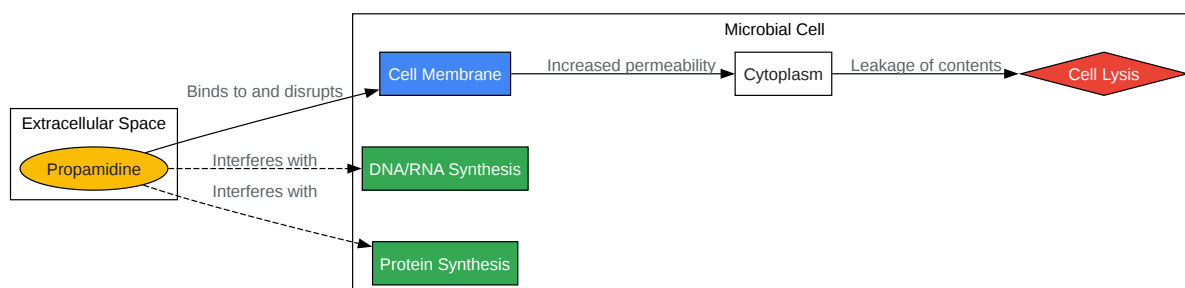 Microbial Cell
Cell Membrane
Increased permeability
Cytoplasm
Leakage of contents
Cell Lysis
Binds to and disrupts
Extracellular Space
Propamidine
Interferes with
DNA/RNA Synthesis
Interferes with
Protein Synthesis